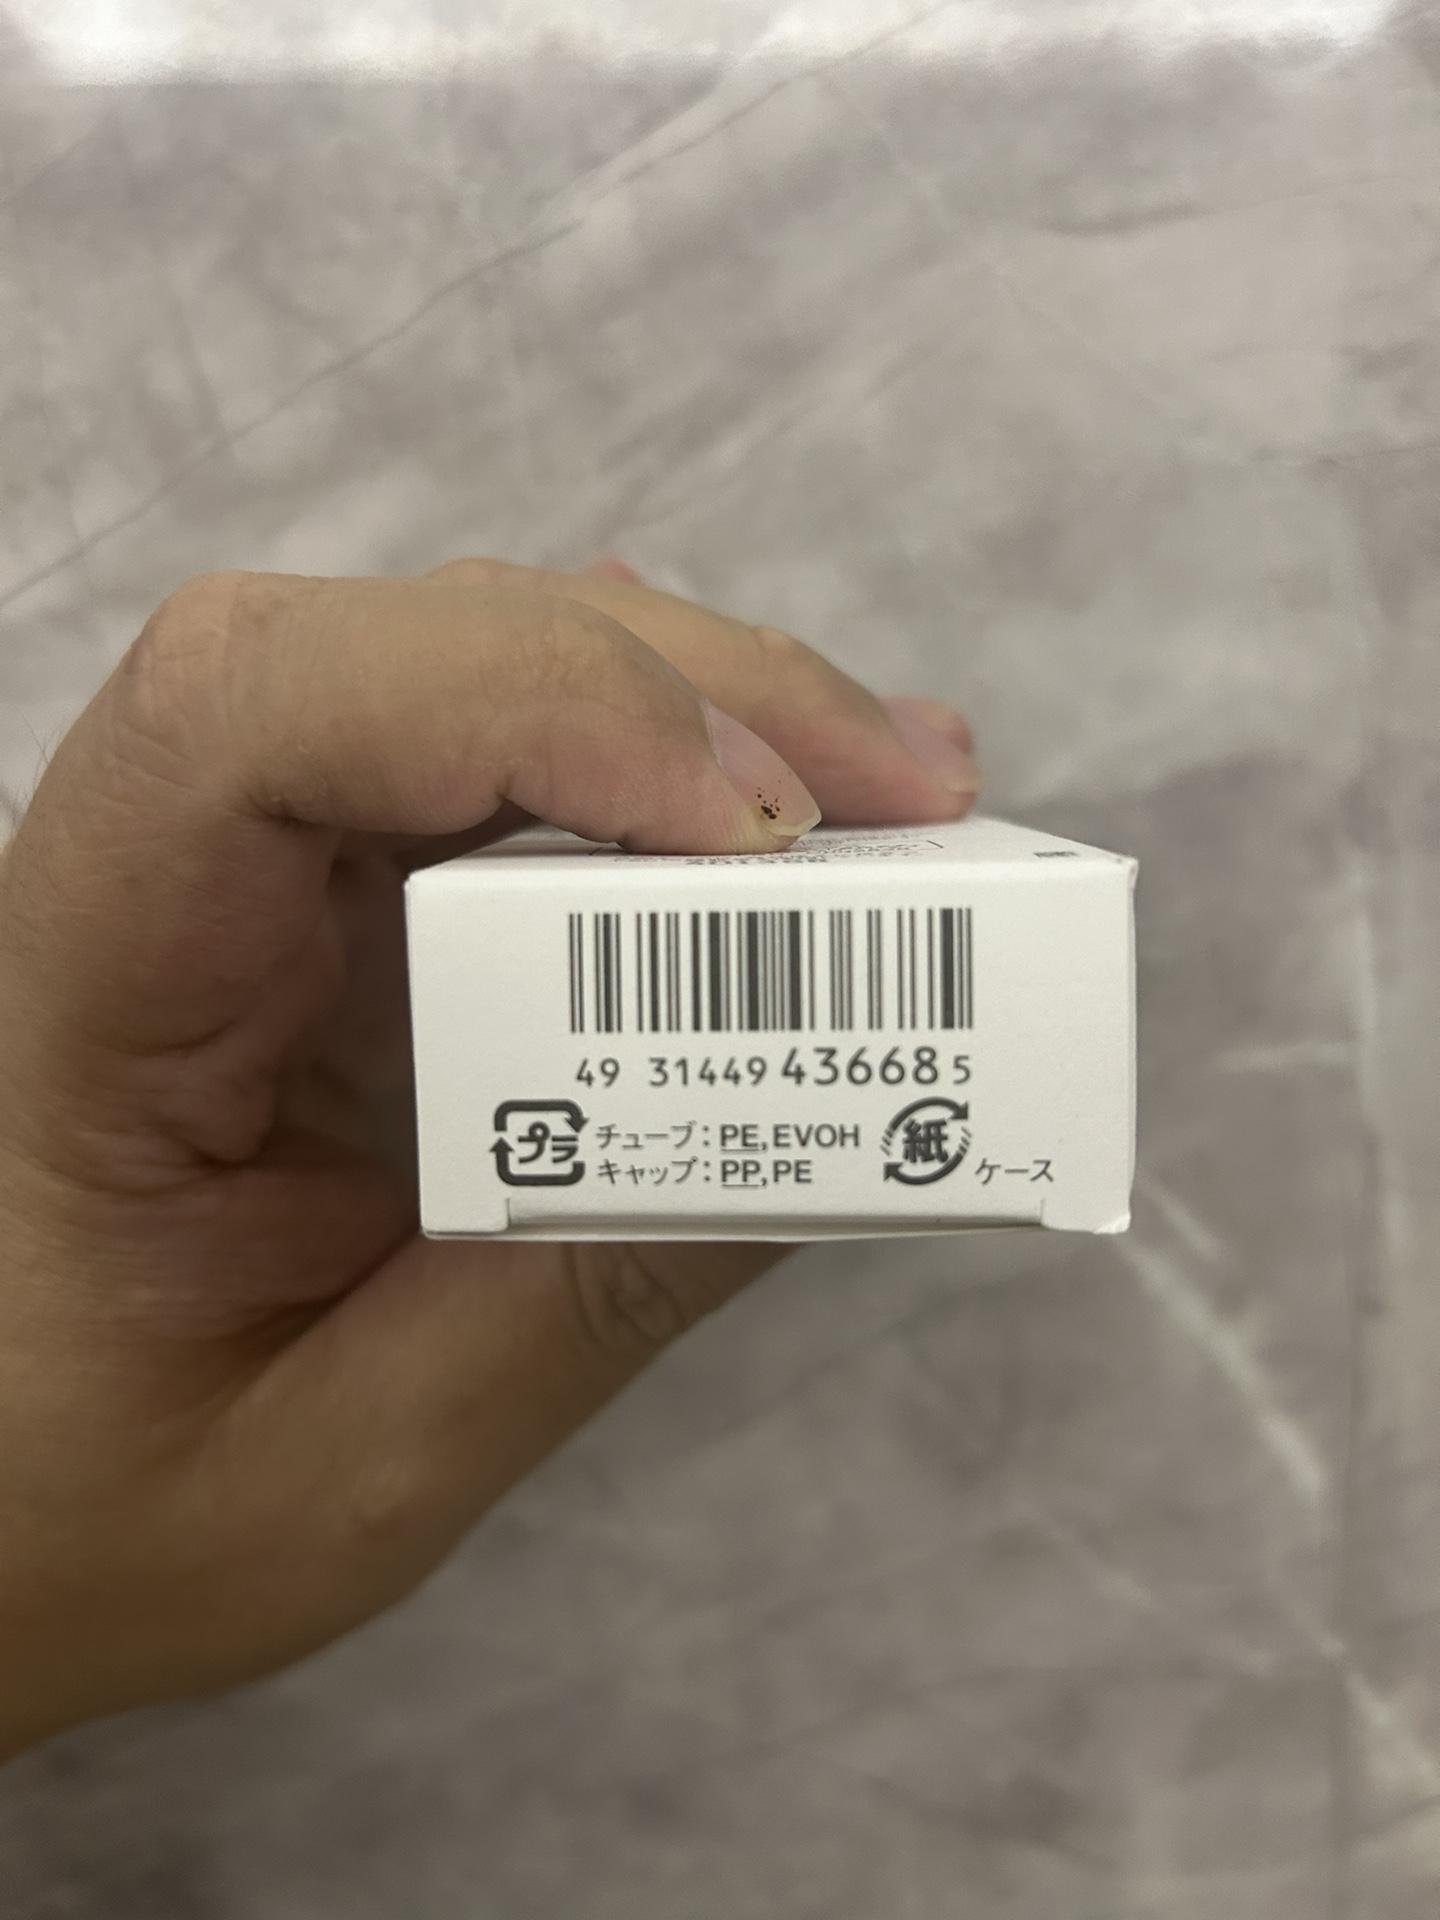 49 31449 43668 5
プラ チューブ：PE,EVOH
キャップ：PP,PE
紙 ケース